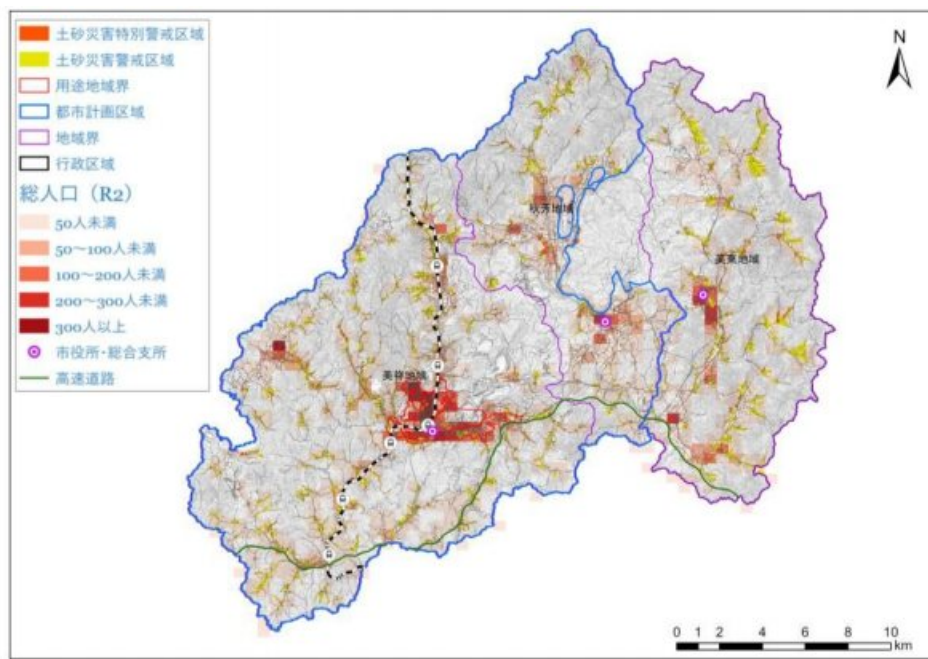 土砂災害特別警戒区域
土砂災害警戒区域
用途地域界
都市計画区域
地域界
行政区域
総人口（R2）
50人未満
50～100人未満
100～200人未満
200～300人未満
300人以上
市役所・総合支所
高速道路
N
秋芳地域
美東地域
美祢地域
0 1 2 4 6 8 10
km